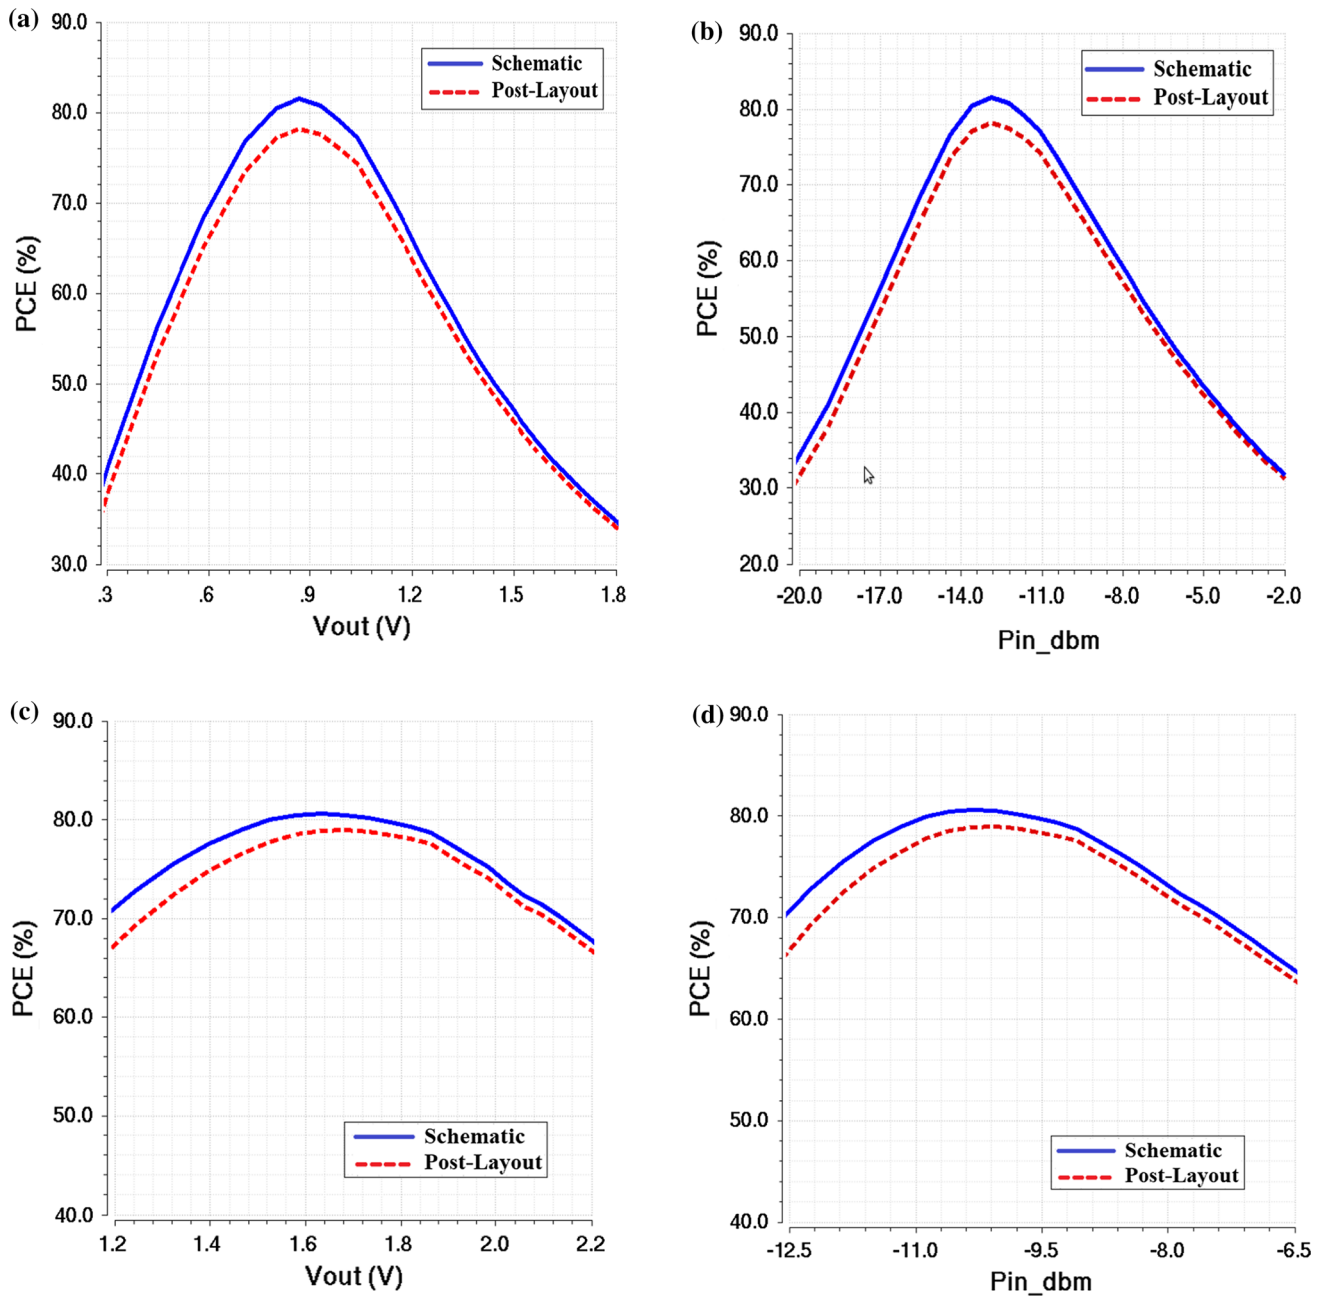 (a)
90.0
80.0
70.0
60.0
50.0
40.0
30.0
PCE (%)
Schematic
Post-Layout
.3 .6 0.9 1.2 1.5 1.8
Vout (V)
(b)
90.0
80.0
70.0
60.0
50.0
40.0
30.0
20.0
PCE (%)
Schematic
Post-Layout
-20.0 -17.0 -14.0 -11.0 -8.0 -5.0 -2.0
Pin_dbm
(c)
90.0
80.0
70.0
60.0
50.0
40.0
PCE (%)
Schematic
Post-Layout
1.2 1.4 1.6 1.8 2.0 2.2
Vout (V)
(d)
90.0
80.0
70.0
60.0
50.0
40.0
PCE (%)
Schematic
Post-Layout
-12.5 -11.0 -9.5 -8.0 -6.5
Pin_dbm